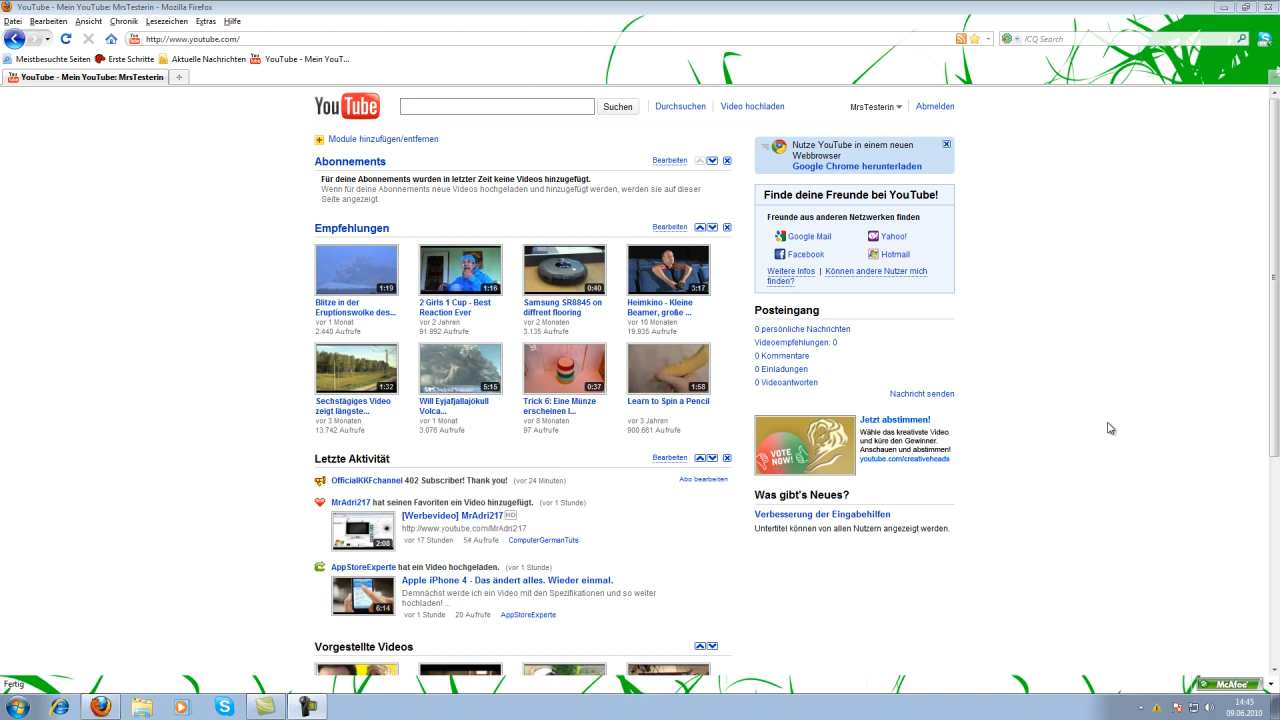 YouTube - Mein YouTube: MrsTesterin - Mozilla Firefox
Datei Bearbeiten Ansicht Chronik Lesezeichen Extras Hilfe
http://www.youtube.com/
ICQ Search
Meistbesuchte Seiten Erste Schritte Aktuelle Nachrichten YouTube - Mein YouT...
YouTube - Mein YouTube: MrsTesterin
YouTube
Suchen
Durchsuchen
Video hochladen
MrsTesterin
Abmelden
Module hinzufügen/entfernen
Abonnements
Bearbeiten
Für deine Abonnements wurden in letzter Zeit keine Videos hinzugefügt.
Wenn für deine Abonnements neue Videos hochgeladen und hinzugefügt werden, werden sie auf dieser
Seite angezeigt.
Empfehlungen
Bearbeiten
1:19
Blitze in der
Eruptionswolke des...
vor 1 Monat
2.440 Aufrufe
1:16
2 Girls 1 Cup - Best
Reaction Ever
vor 2 Jahren
91.992 Aufrufe
0:40
Samsung SR8845 on
diffrent flooring
vor 2 Monaten
3.135 Aufrufe
3:17
Heimkino - Kleine
Beamer, große ...
vor 10 Monaten
19.935 Aufrufe
1:32
Sechstägiges Video
zeigt längste...
vor 3 Monaten
13.742 Aufrufe
5:15
Will Eyjafjallajökull
Volca...
vor 1 Monat
3.076 Aufrufe
0:37
Trick 6: Eine Münze
erscheinen l...
vor 8 Monaten
97 Aufrufe
1:58
Learn to Spin a Pencil
vor 3 Jahren
900.661 Aufrufe
Letzte Aktivität
Bearbeiten
OfficialKKFchannel 402 Subscriber! Thank you! (vor 24 Minuten)
Abo bearbeiten
MrAdri217 hat seinen Favoriten ein Video hinzugefügt. (vor 1 Stunde)
2:08
[Werbevideo] MrAdri217 HD
http://www.youtube.com/MrAdri217
vor 17 Stunden 54 Aufrufe ComputerGermanTuts
AppStoreExperte hat ein Video hochgeladen. (vor 1 Stunde)
6:14
Apple iPhone 4 - Das ändert alles. Wieder einmal.
Demnächst werde ich ein Video mit den Spezifikationen und so weiter
hochladen! ...
vor 1 Stunde 20 Aufrufe AppStoreExperte
Vorgestellte Videos
Nutze YouTube in einem neuen
Webbrowser
Google Chrome herunterladen
Finde deine Freunde bei YouTube!
Freunde aus anderen Netzwerken finden
Google Mail
Yahoo!
Facebook
Hotmail
Weitere Infos | Können andere Nutzer mich
finden?
Posteingang
0 persönliche Nachrichten
Videoempfehlungen: 0
0 Kommentare
0 Einladungen
0 Videoantworten
Nachricht senden
VOTE NOW!
Jetzt abstimmen!
Wähle das kreativste Video
und küre den Gewinner.
Anschauen und abstimmen!
youtube.com/creativeheads
Was gibt's Neues?
Verbesserung der Eingabehilfen
Untertitel können von allen Nutzern angezeigt werden.
Fertig
McAfee
14:45
09.06.2010